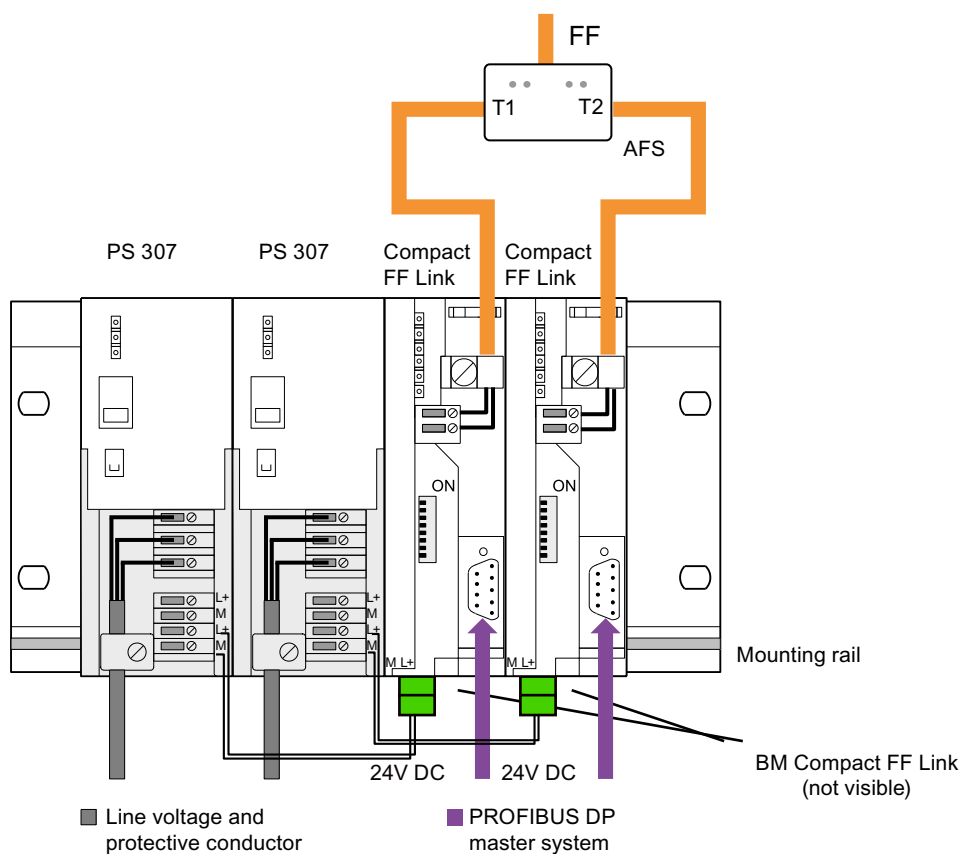 FF
T1 T2
AFS
PS 307
PS 307
Compact
FF Link
Compact
FF Link
ON
ON
L+
M
L+
M
L+
M
L+
M
M L+
M L+
Mounting rail
24V DC
24V DC
BM Compact FF Link
(not visible)
Line voltage and
protective conductor
PROFIBUS DP
master system